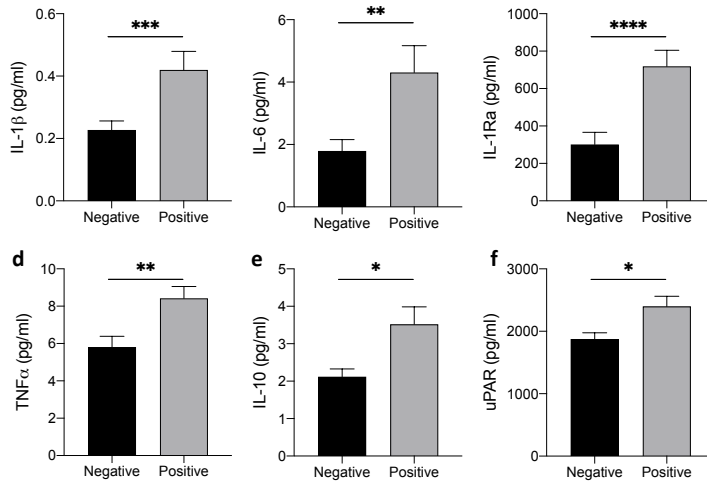 ***
IL-1β (pg/ml)
0.6
0.4
0.2
0.0
Negative Positive
**
IL-6 (pg/ml)
6
4
2
0
Negative Positive
****
IL-1Ra (pg/ml)
1000
800
600
400
200
0
Negative Positive
d
**
TNFα (pg/ml)
10
8
6
4
2
0
Negative Positive
e
*
IL-10 (pg/ml)
5
4
3
2
1
0
Negative Positive
f
*
uPAR (pg/ml)
3000
2000
1000
0
Negative Positive